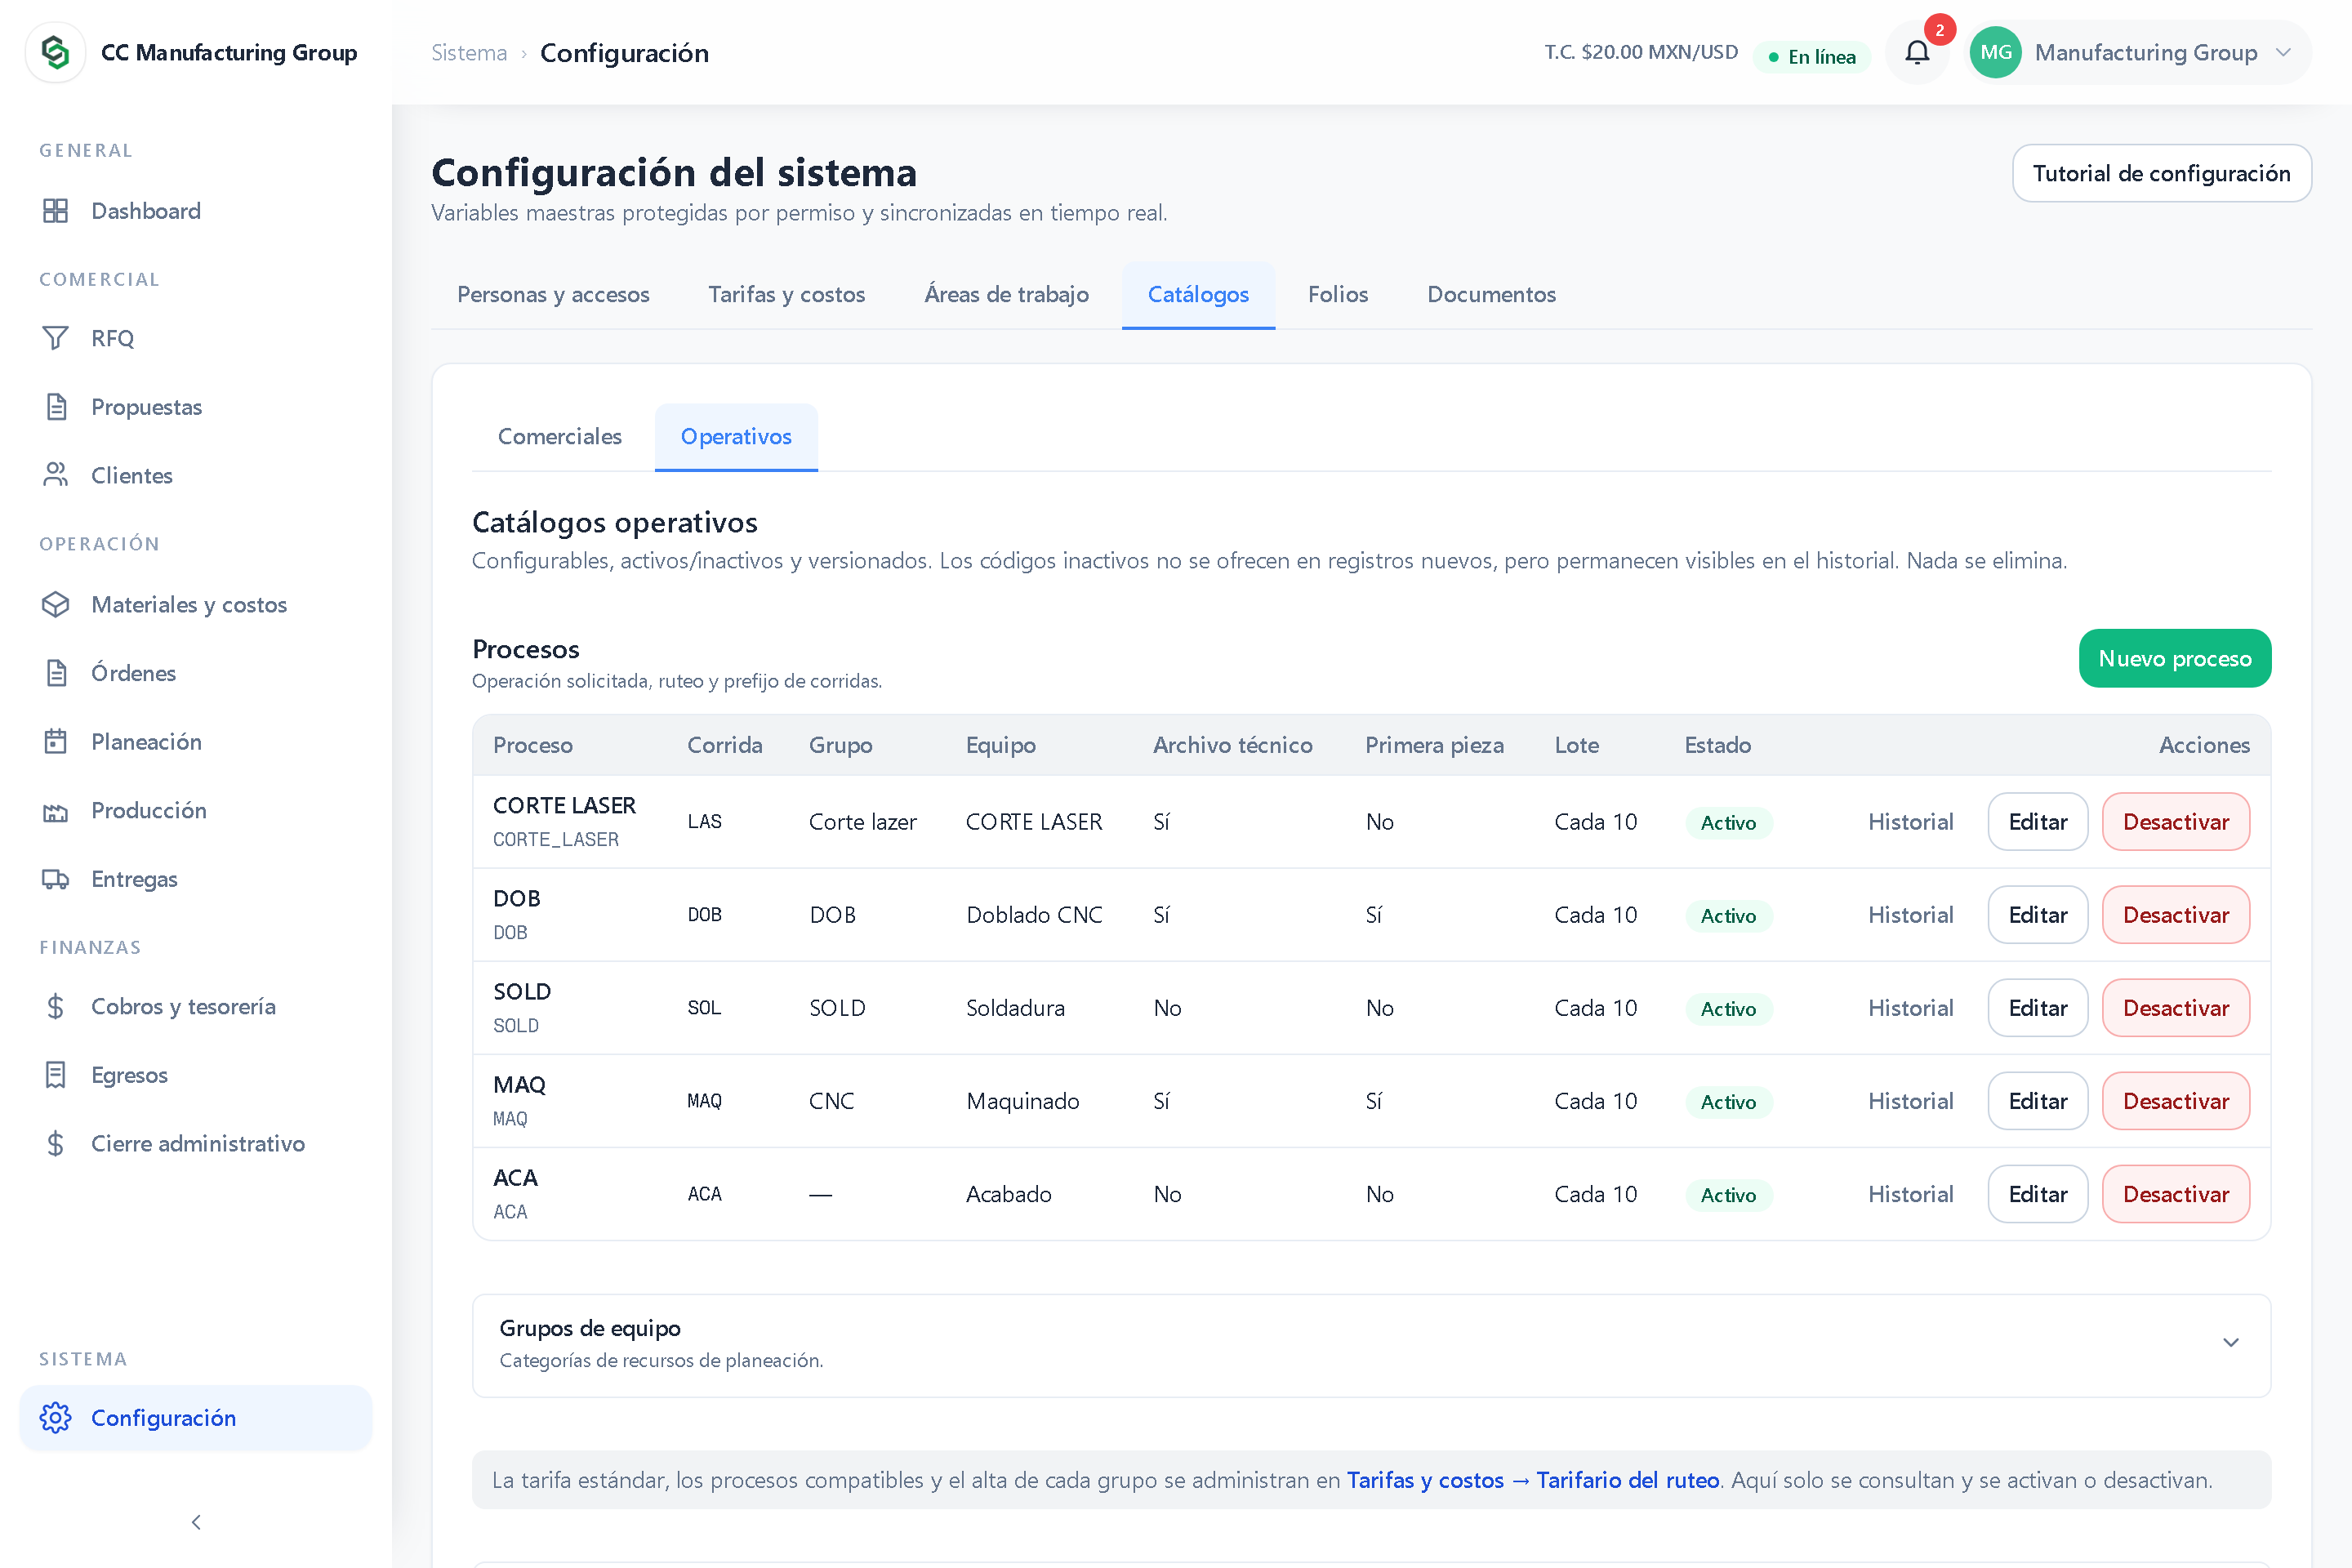 CC Manufacturing Group
Sistema › Configuración
T.C. $20.00 MXN/USD
En línea
2
MG
Manufacturing Group
GENERAL
Dashboard
COMERCIAL
RFQ
Propuestas
Clientes
OPERACIÓN
Materiales y costos
Órdenes
Planeación
Producción
Entregas
FINANZAS
Cobros y tesorería
Egresos
Cierre administrativo
SISTEMA
Configuración
Configuración del sistema
Variables maestras protegidas por permiso y sincronizadas en tiempo real.
Tutorial de configuración
Personas y accesos Tarifas y costos Áreas de trabajo Catálogos Folios Documentos
Comerciales Operativos
Catálogos operativos
Configurables, activos/inactivos y versionados. Los códigos inactivos no se ofrecen en registros nuevos, pero permanecen visibles en el historial. Nada se elimina.
Procesos
Operación solicitada, ruteo y prefijo de corridas.
Nuevo proceso
Proceso Corrida Grupo Equipo Archivo técnico Primera pieza Lote Estado Acciones
CORTE LASER
CORTE_LASER
LAS Corte lazer CORTE LASER Sí No Cada 10 Activo Historial Editar Desactivar
DOB
DOB
DOB DOB Doblado CNC Sí Sí Cada 10 Activo Historial Editar Desactivar
SOLD
SOLD
SOL SOLD Soldadura No No Cada 10 Activo Historial Editar Desactivar
MAQ
MAQ
MAQ CNC Maquinado Sí Sí Cada 10 Activo Historial Editar Desactivar
ACA
ACA
ACA — Acabado No No Cada 10 Activo Historial Editar Desactivar
Grupos de equipo
Categorías de recursos de planeación.
La tarifa estándar, los procesos compatibles y el alta de cada grupo se administran en Tarifas y costos → Tarifario del ruteo. Aquí solo se consultan y se activan o desactivan.